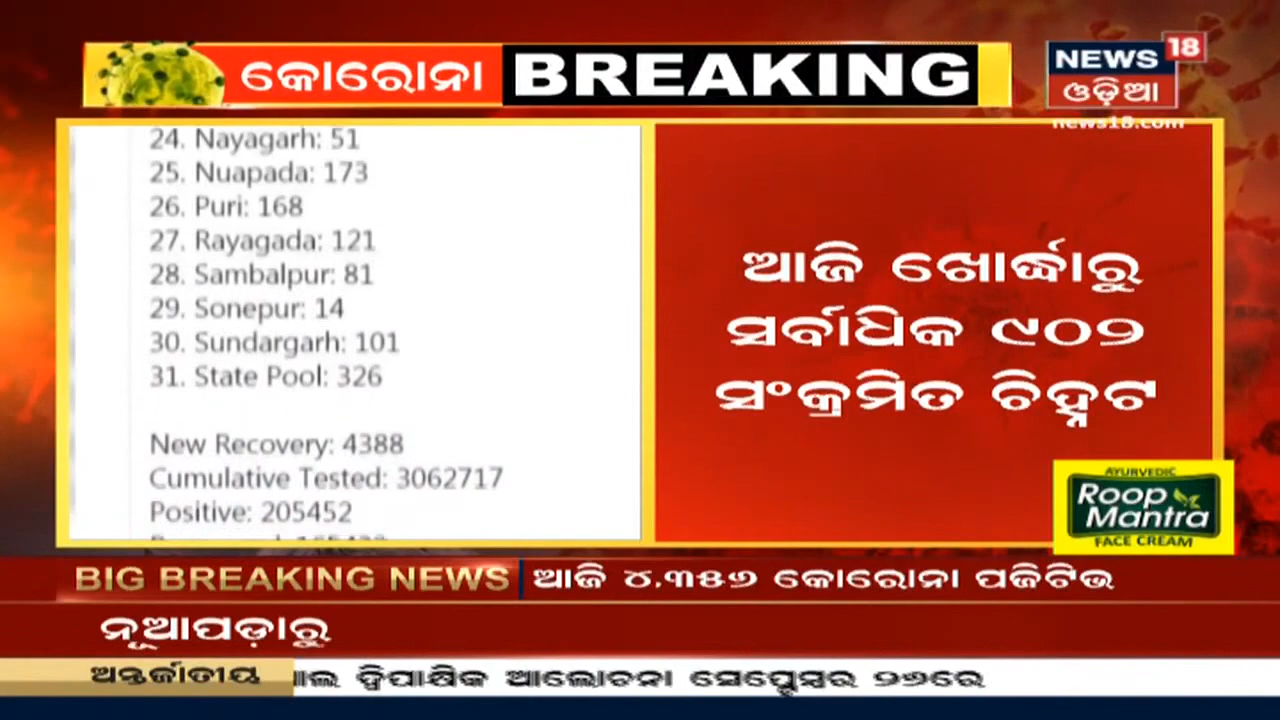 କୋରୋନା BREAKING
NEWS 18
ଓଡ଼ିଆ
news18.com
24. Nayagarh: 51
25. Nuapada: 173
26. Puri: 168
27. Rayagada: 121
28. Sambalpur: 81
29. Sonepur: 14
30. Sundargarh: 101
31. State Pool: 326
New Recovery: 4388
Cumulative Tested: 3062717
Positive: 205452
ଆଜି ଖୋର୍ଦ୍ଧାରୁ
ସର୍ବାଧିକ ୯୦୨
ସଂକ୍ରମିତ ଚିହ୍ନଟ
AYURVEDIC
Roop
Mantra
FACE CREAM
BIG BREAKING NEWS ଆଜି ୪,୩୫୬ କୋରୋନା ପଜିଟିଭ
ନୂଆପଡ଼ାରୁ
ଅନ୍ତର୍ଜାତୀୟ ଦ୍ୱିପାକ୍ଷିକ ଆଲୋଚନା ସେପ୍ଟେମ୍ବର ୨୬ରେ